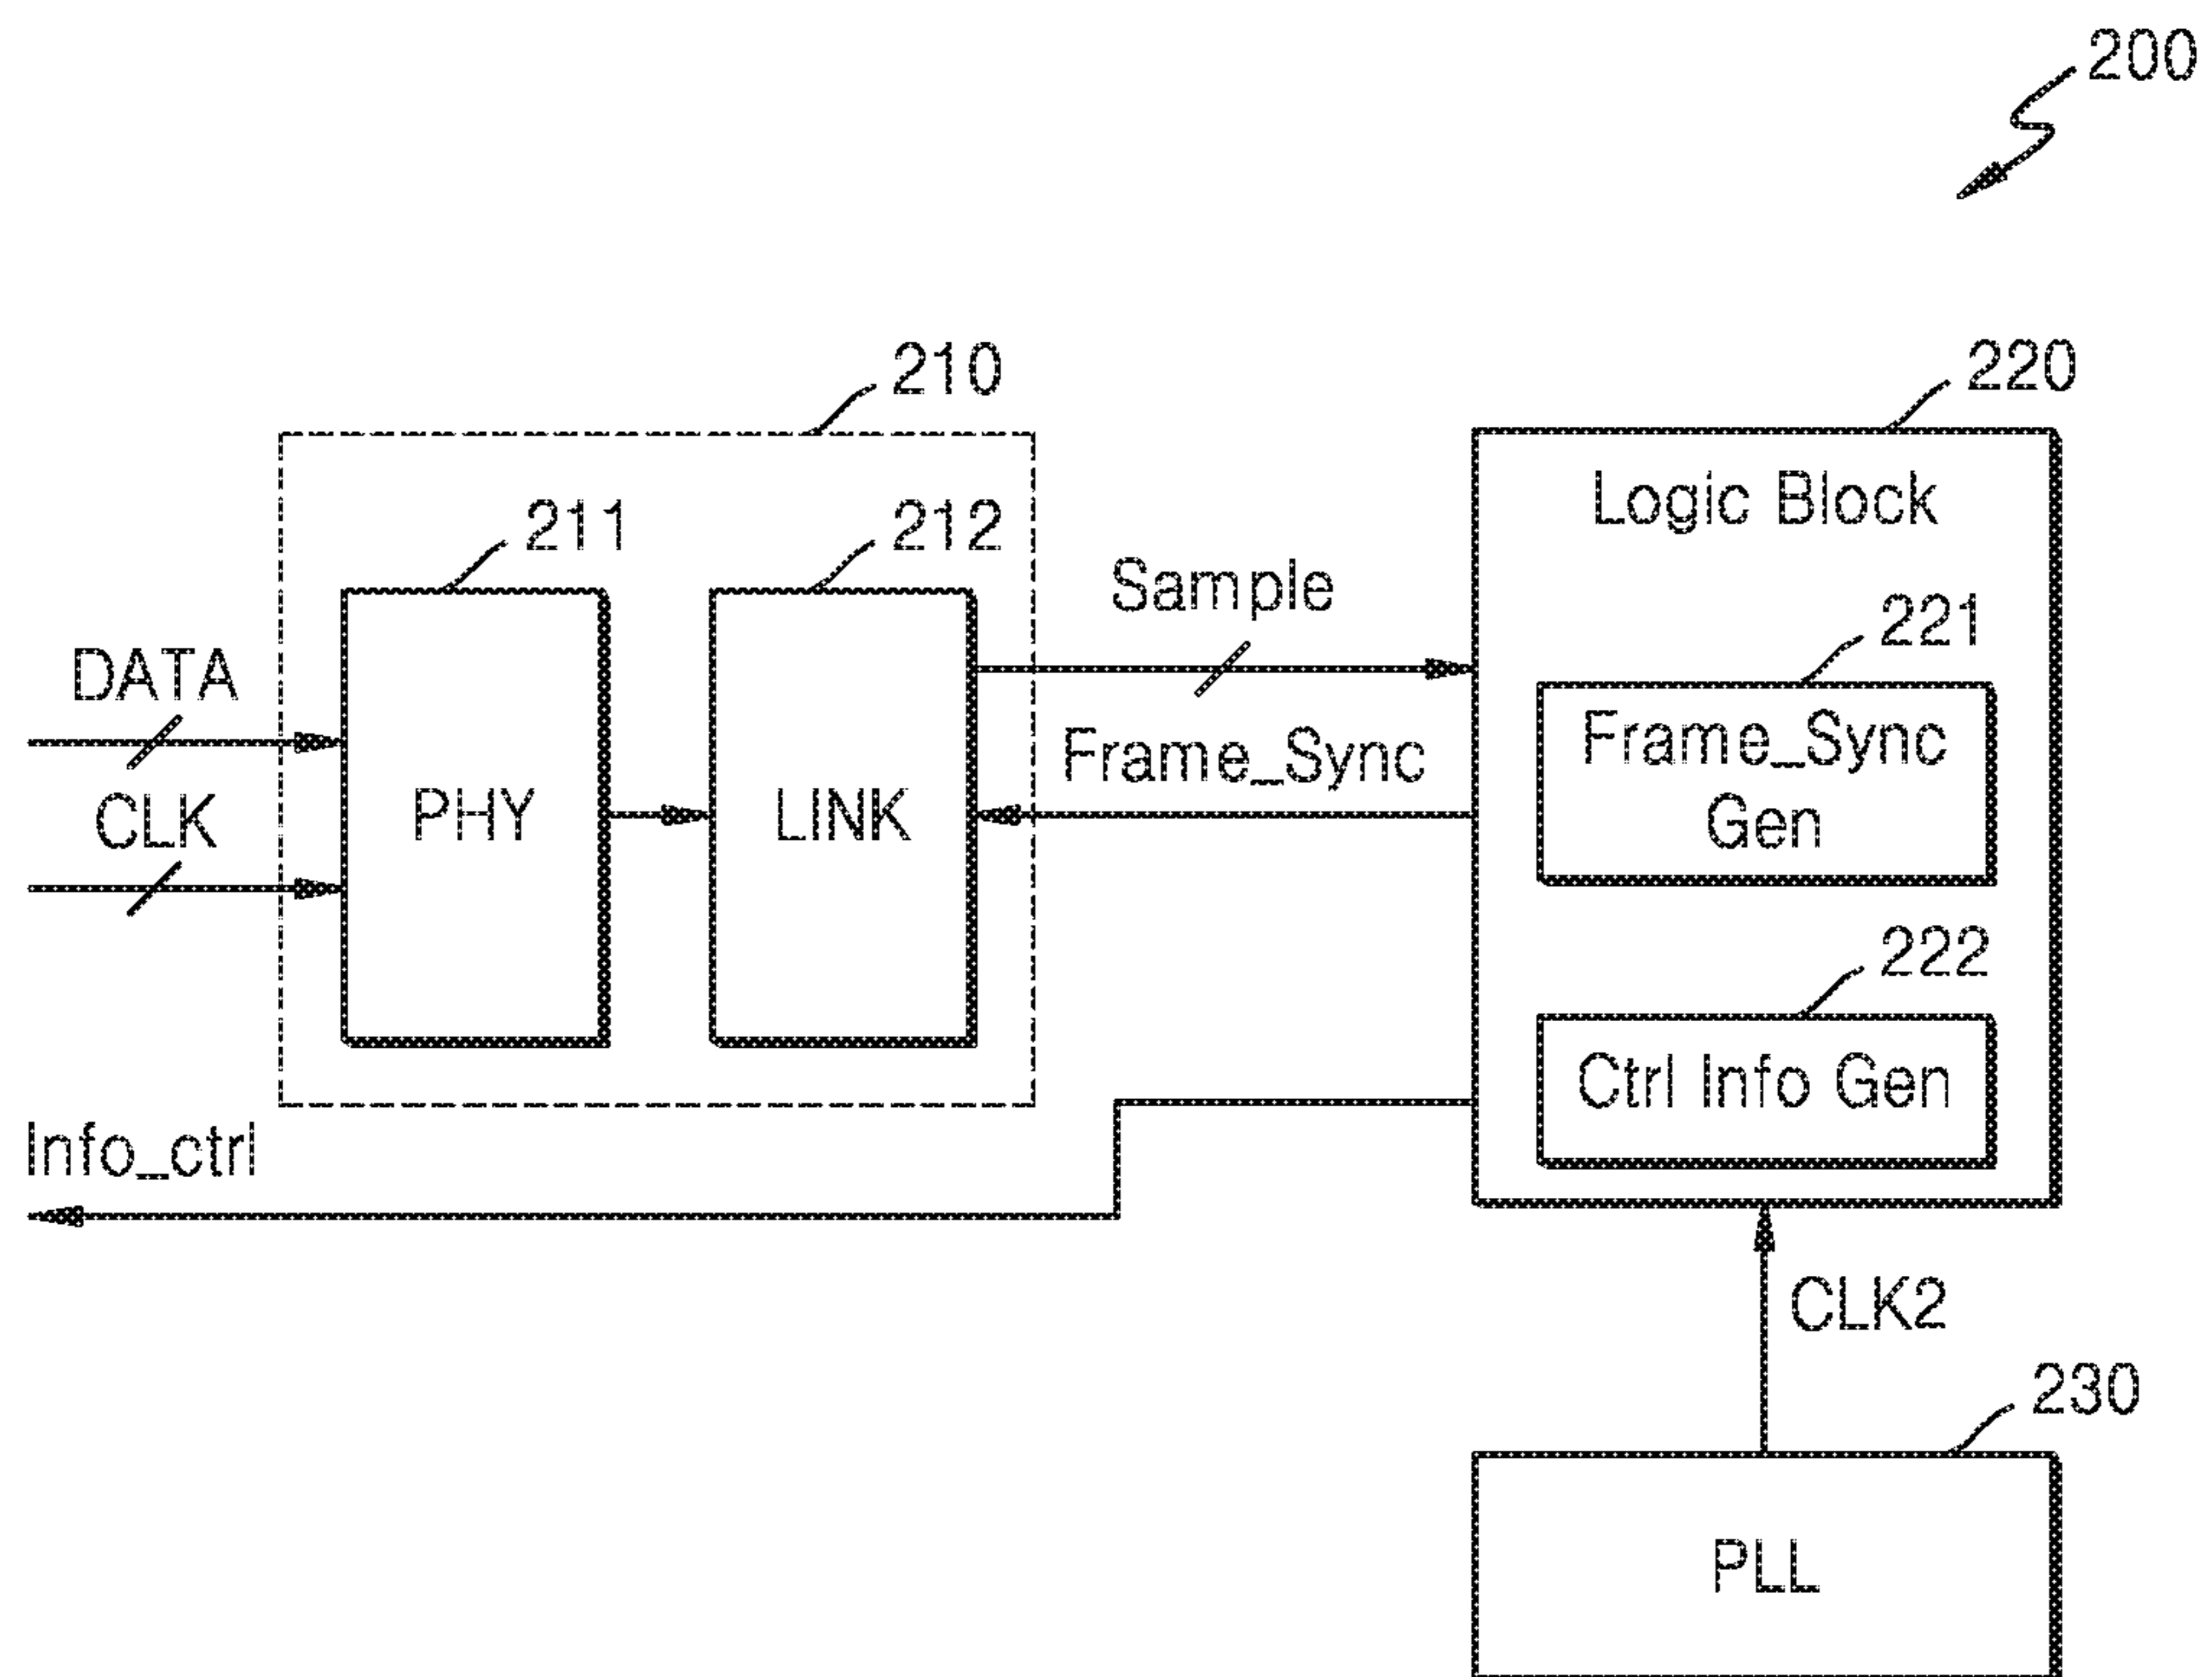 200
210
220
Logic Block
211
212
Sample
221
DATA
Frame_Sync
Frame_Sync
Gen
CLK
PHY
LINK
222
Ctrl Info Gen
Info_ctrl
CLK2
230
PLL